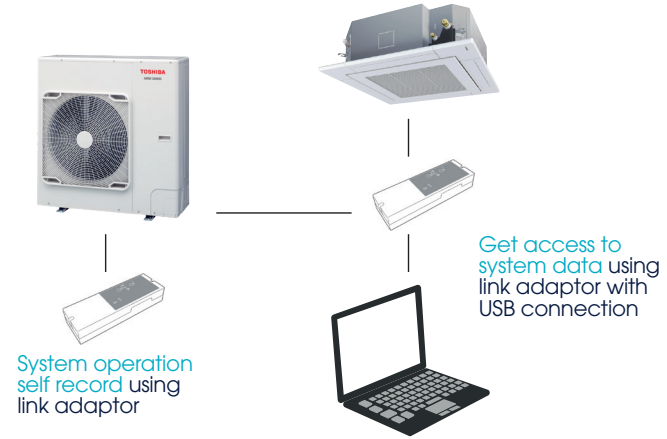 TOSHIBA
Get access to
system data using
link adaptor with
USB connection
System operation
self record using
link adaptor